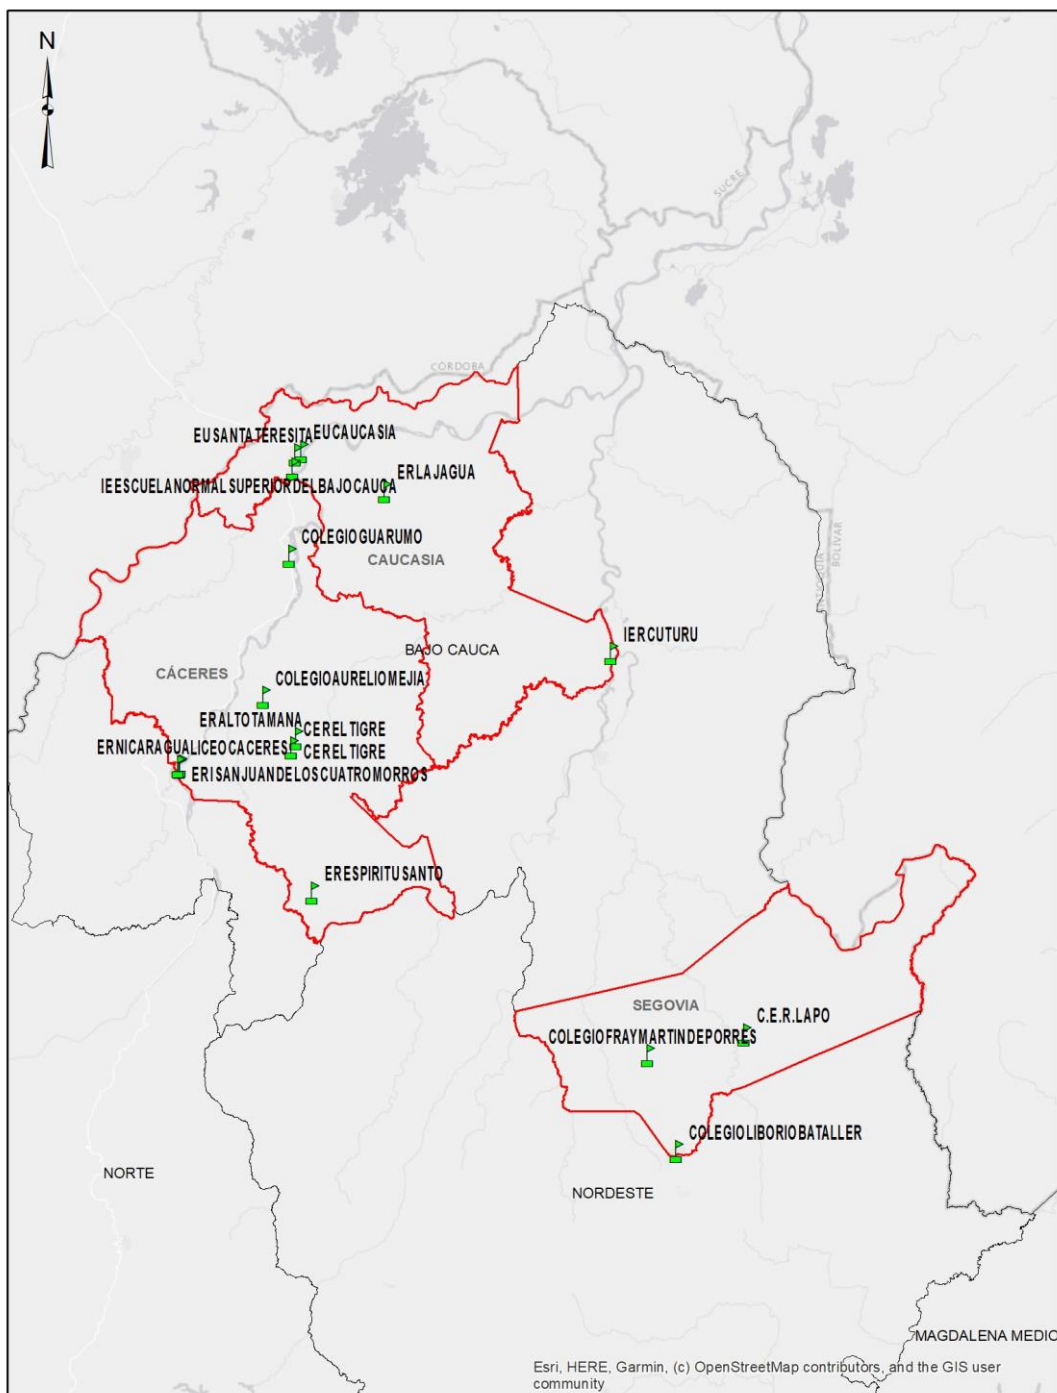 N
SUCRE
CÓRDOBA
EU SANTA TERESITA
EU CAUCASIA
IE ESCUELA NORMAL SUPERIOR DEL BAJO CAUCA
ER LA JAGUA
COLEGIO GUARUMO
CAUCASIA
BOLÍVAR
IER CUTURU
BAJO CAUCA
CÁCERES
COLEGIO AURELIO MEJIA
ER ALTO TAMANA
CER EL TIGRE
ER NICARAGUA LICEO CACERES
CER EL TIGRE
ERI SAN JUAN DE LOS CUATRO MORROS
ER ESPIRITU SANTO
SEGOVIA
C.E.R. LA PO
COLEGIO FRAY MARTIN DE PORRES
COLEGIO LIBORIO BATALLER
NORTE
NORDESTE
MAGDALENA MEDIO
Esri, HERE, Garmin, (c) OpenStreetMap contributors, and the GIS user
community